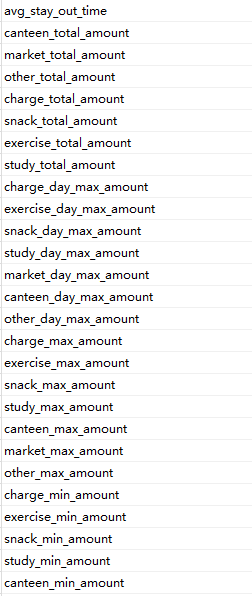 avg_stay_out_time
canteen_total_amount
market_total_amount
other_total_amount
charge_total_amount
snack_total_amount
exercise_total_amount
study_total_amount
charge_day_max_amount
exercise_day_max_amount
snack_day_max_amount
study_day_max_amount
market_day_max_amount
canteen_day_max_amount
other_day_max_amount
charge_max_amount
exercise_max_amount
snack_max_amount
study_max_amount
canteen_max_amount
market_max_amount
other_max_amount
charge_min_amount
exercise_min_amount
snack_min_amount
study_min_amount
canteen_min_amount